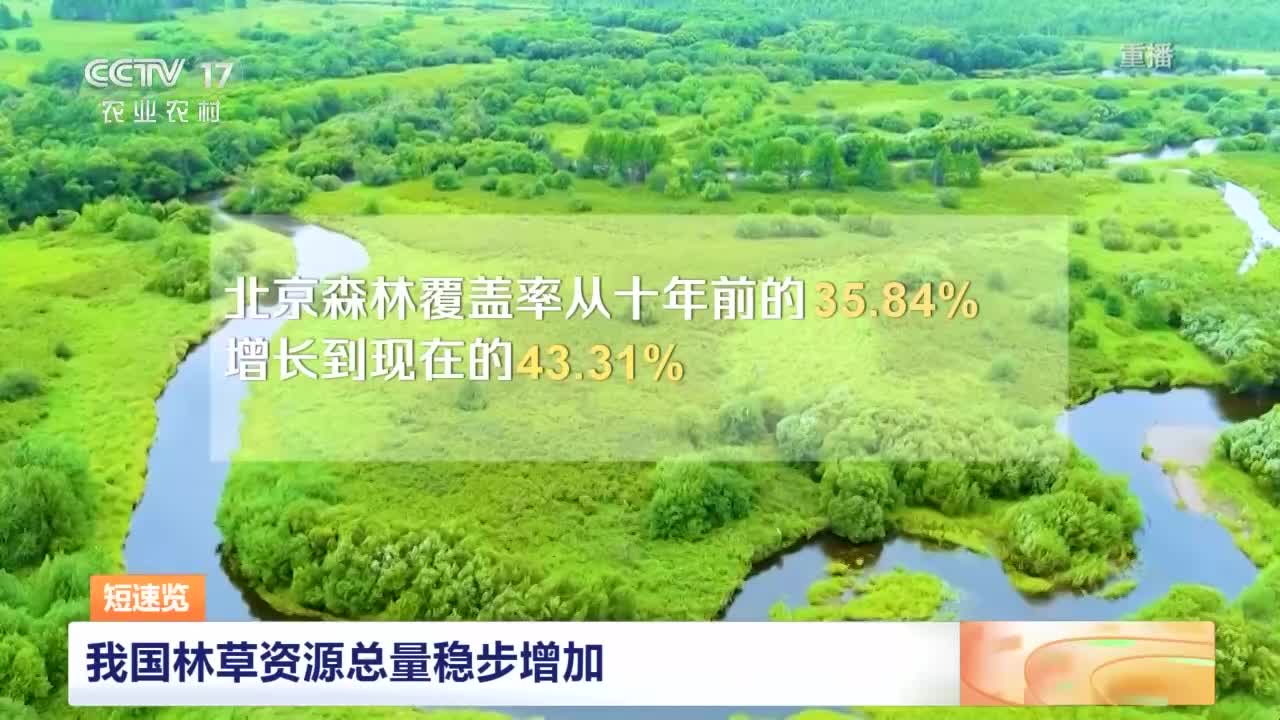 CCTV 17
农业农村
重播
北京森林覆盖率从十年前的35.84%
增长到现在的43.31%
短速览
我国林草资源总量稳步增加